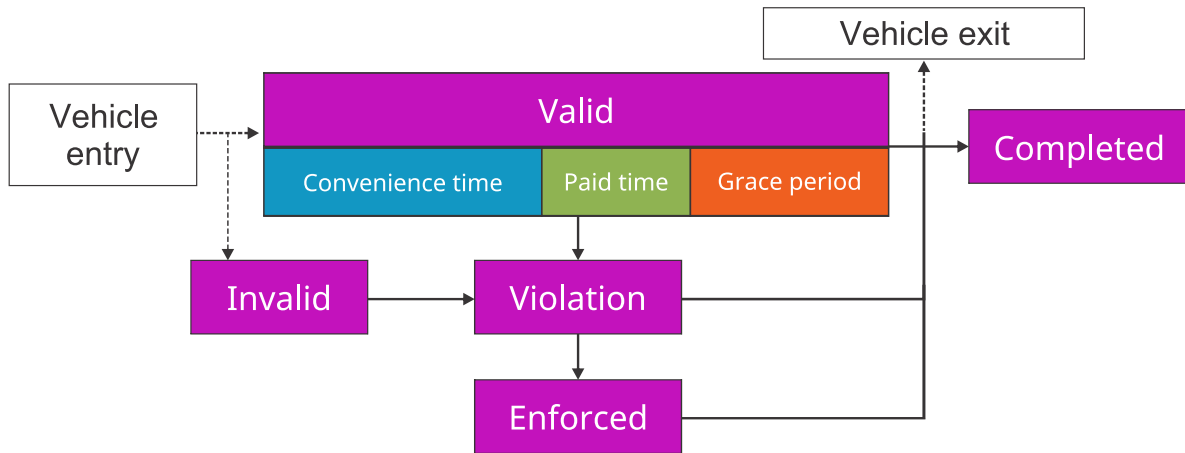 Vehicle exit
Vehicle
entry
Valid
Completed
Convenience time
Paid time
Grace period
Invalid
Violation
Enforced